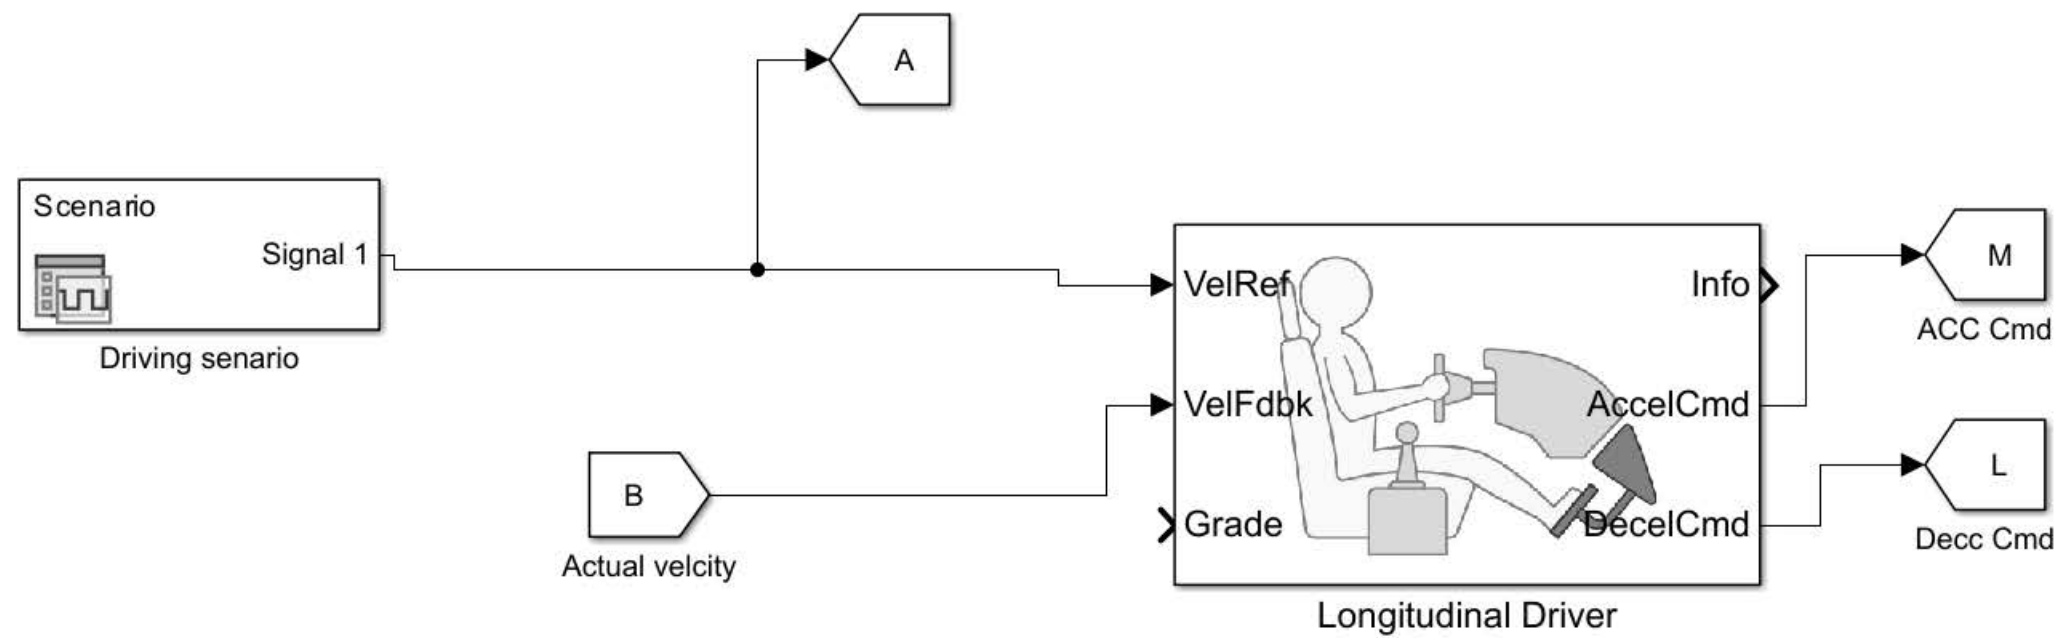 A
Scenario
Signal 1
Driving senario
B
Actual velcity
VelRef
VelFdbk
Grade
Info
AccelCmd
DecelCmd
Longitudinal Driver
M
ACC Cmd
L
Decc Cmd